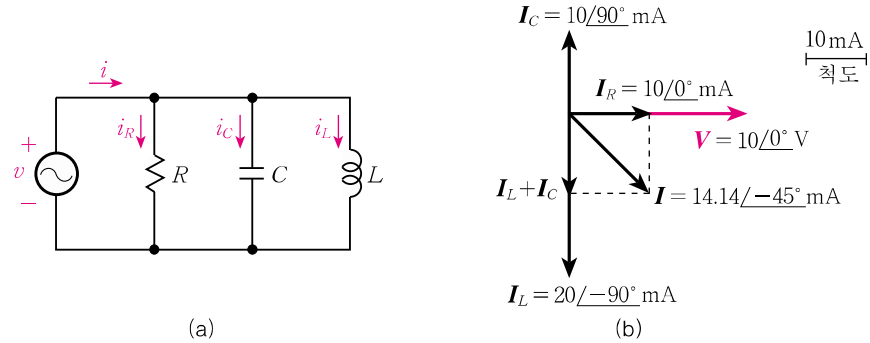 i
+
v
−
i_R
i_C
i_L
R
C
L
(a)
I_C = 10/90° mA
10 mA
척도
I_R = 10/0° mA
V = 10/0° V
I_L + I_C
I = 14.14/−45° mA
I_L = 20/−90° mA
(b)